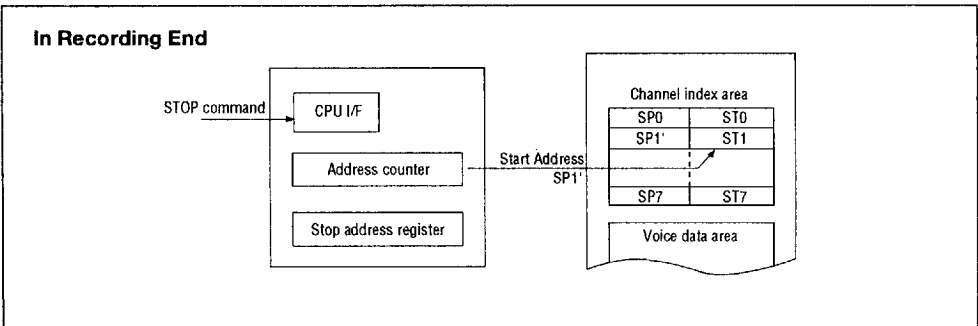 In Recording End
STOP command
CPU I/F
Address counter
Stop address register
Start Address
SP1'
Channel index area
SP0 ST0
SP1' ST1
SP7 ST7
Voice data area